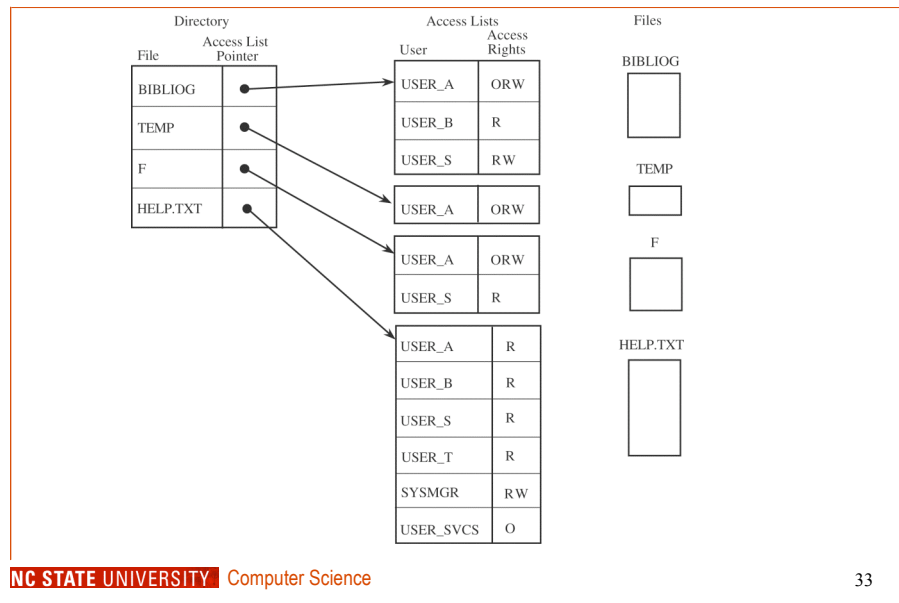 Directory
File Access List Pointer
BIBLIOG
TEMP
F
HELP.TXT
Access Lists
User Access Rights
USER_A ORW
USER_B R
USER_S RW
USER_A ORW
USER_A ORW
USER_S R
USER_A R
USER_B R
USER_S R
USER_T R
SYSMGR RW
USER_SVCS O
Files
BIBLIOG
TEMP
F
HELP.TXT
NC STATE UNIVERSITY Computer Science
33